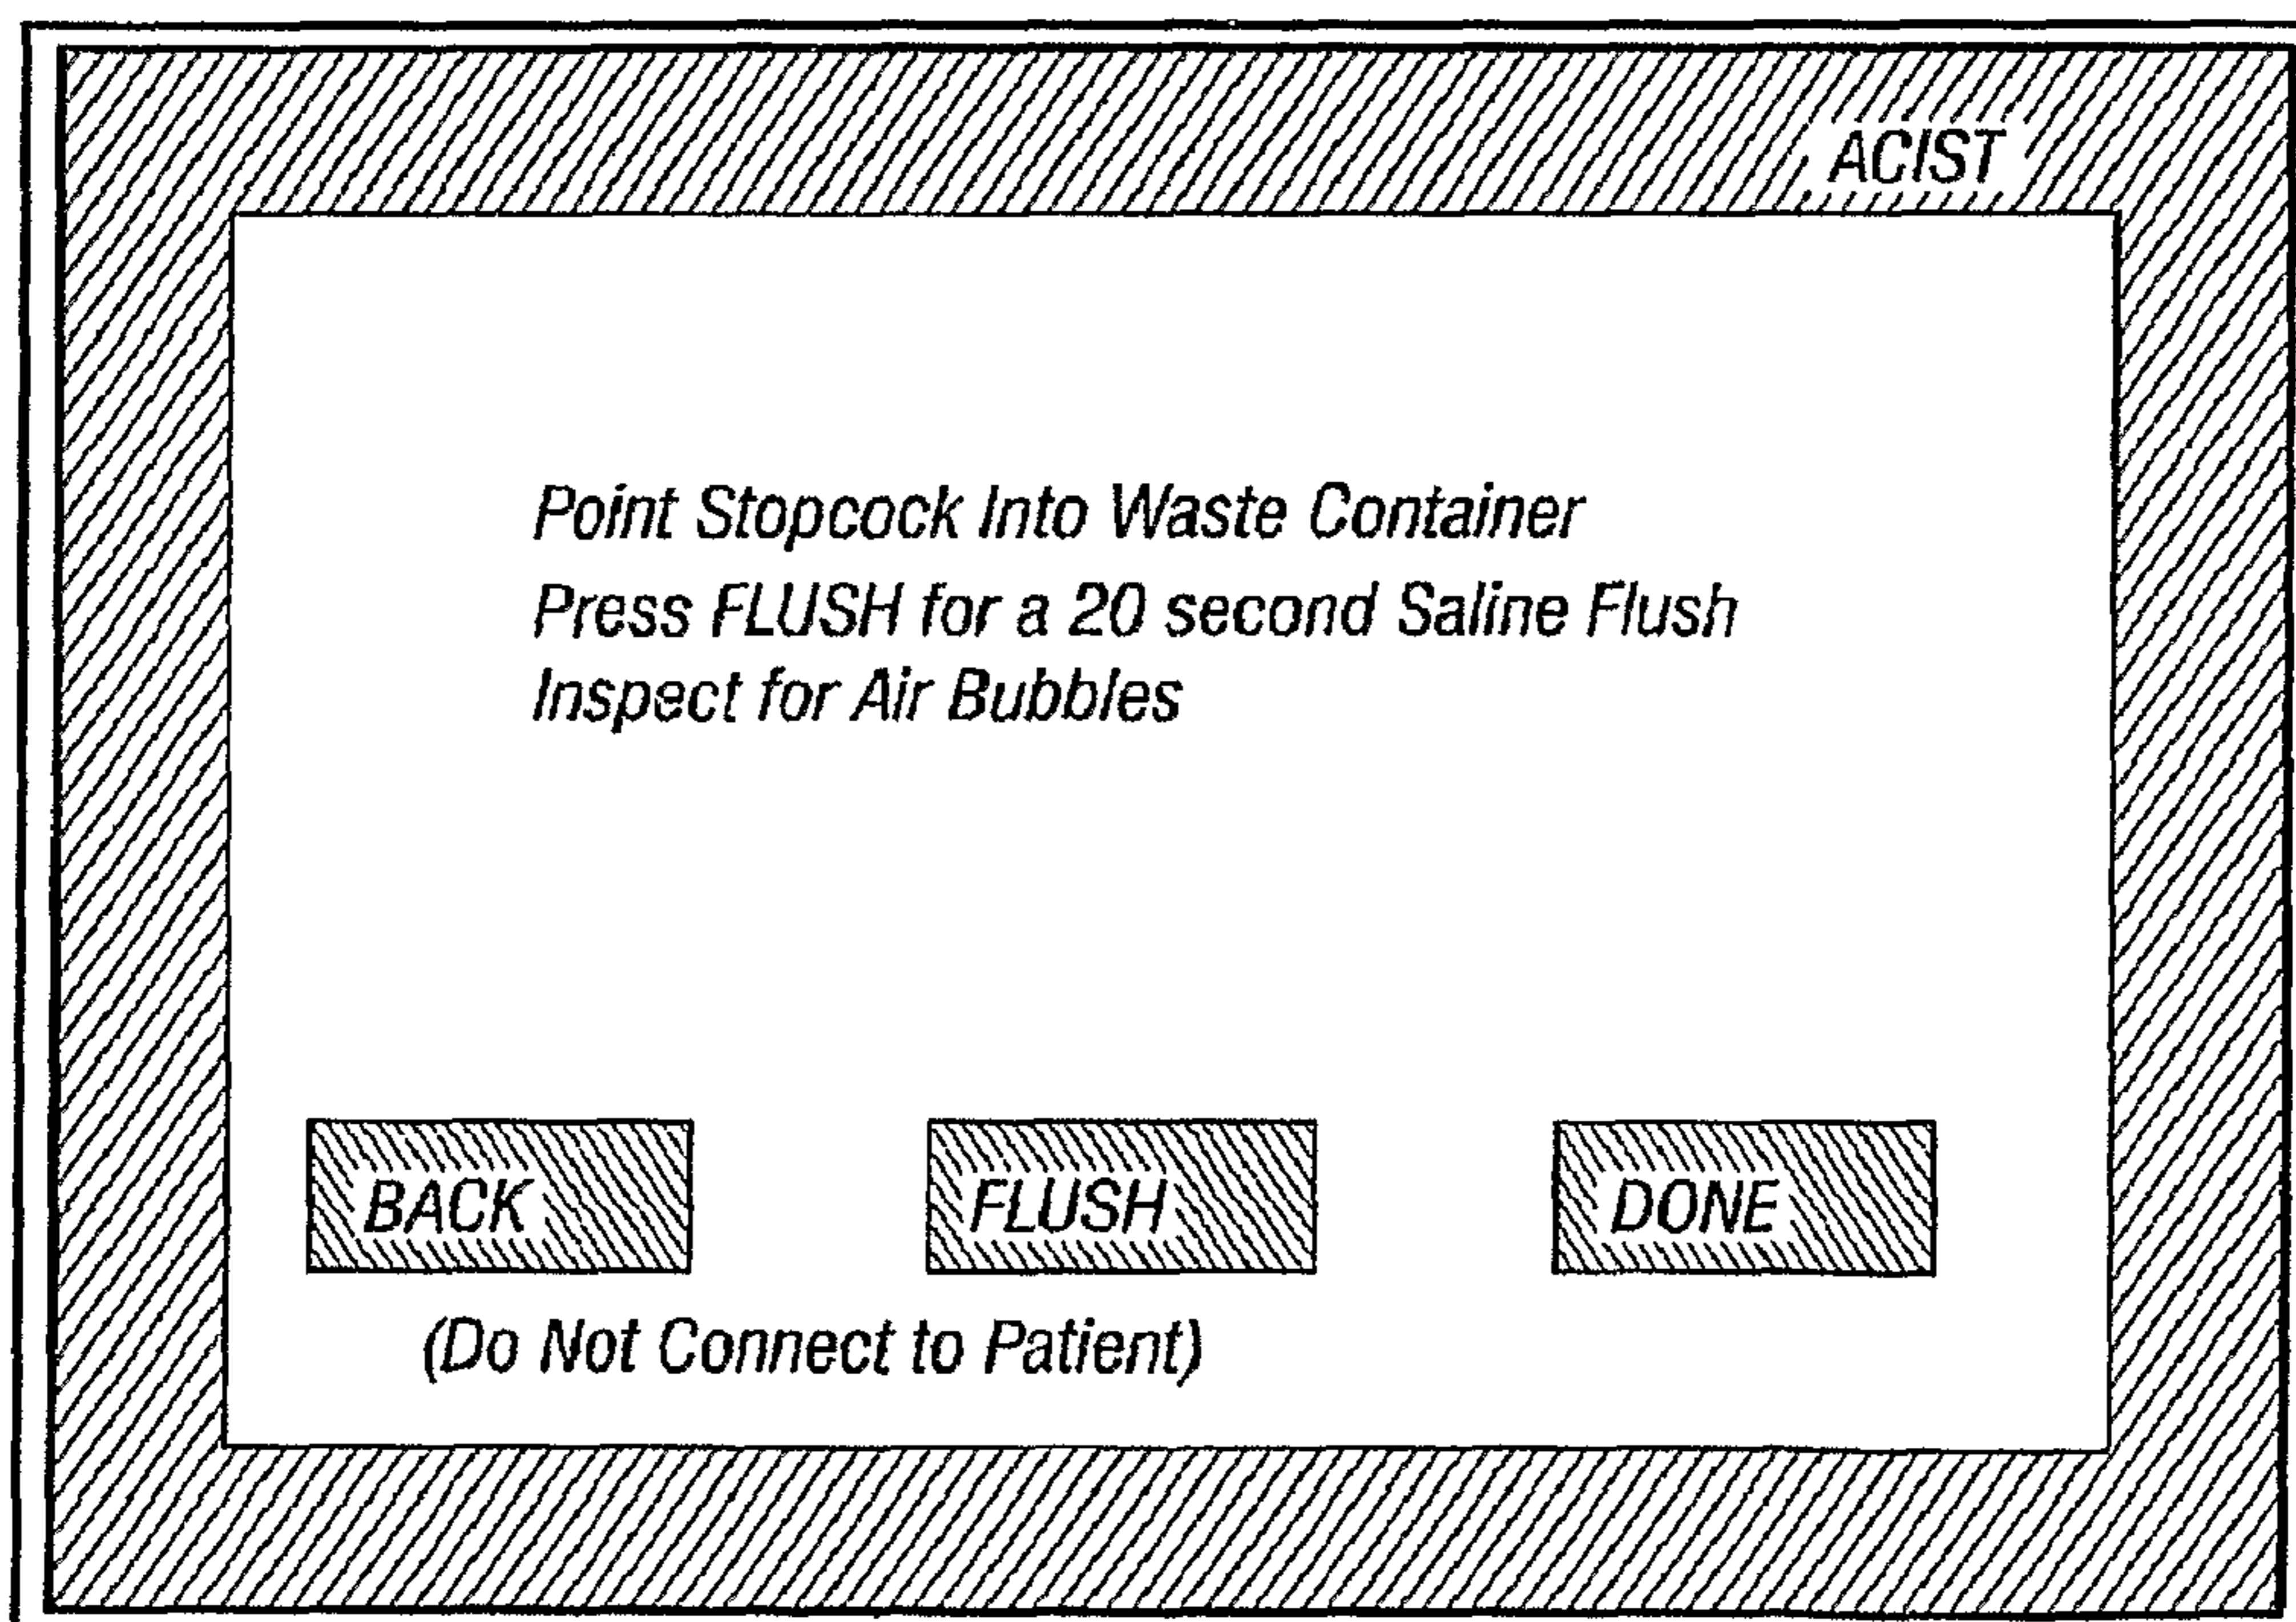 ACIST
Point Stopcock Into Waste Container
Press FLUSH for a 20 second Saline Flush
Inspect for Air Bubbles
BACK FLUSH DONE
(Do Not Connect to Patient)